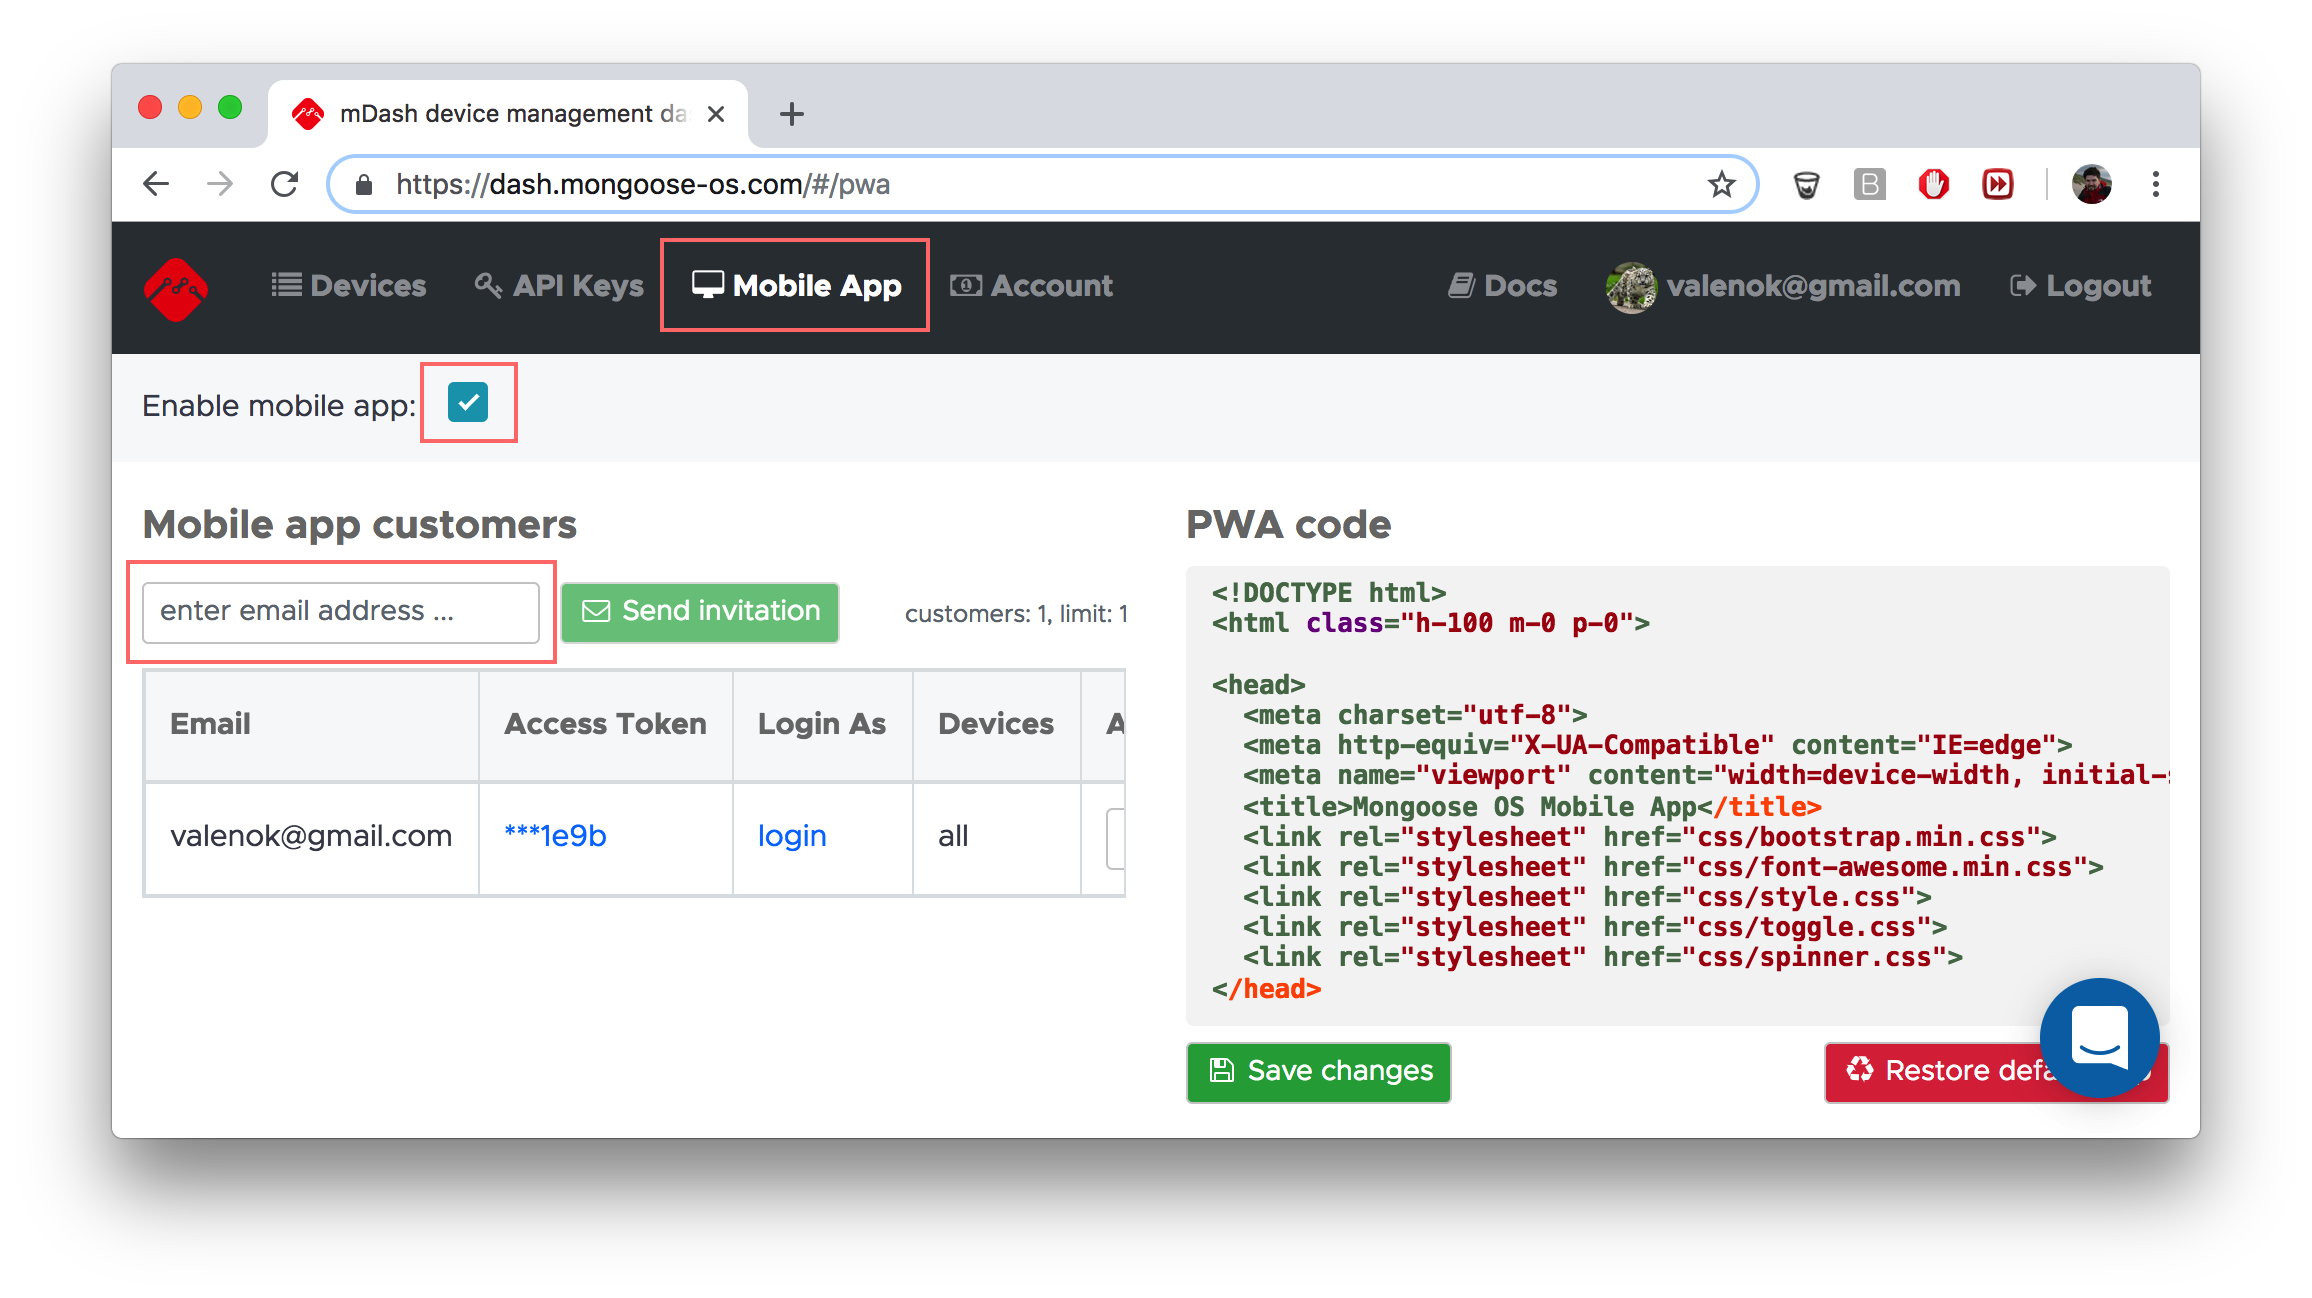 mDash device management da
https://dash.mongoose-os.com/#/pwa
Devices API Keys Mobile App Account Docs valenok@gmail.com Logout
Enable mobile app:
Mobile app customers
enter email address ... Send invitation customers: 1, limit: 1
Email Access Token Login As Devices A
valenok@gmail.com ***1e9b login all
PWA code
<!DOCTYPE html>
<html class="h-100 m-0 p-0">
<head>
<meta charset="utf-8">
<meta http-equiv="X-UA-Compatible" content="IE=edge">
<meta name="viewport" content="width=device-width, initial-s
<title>Mongoose OS Mobile App</title>
<link rel="stylesheet" href="css/bootstrap.min.css">
<link rel="stylesheet" href="css/font-awesome.min.css">
<link rel="stylesheet" href="css/style.css">
<link rel="stylesheet" href="css/toggle.css">
<link rel="stylesheet" href="css/spinner.css">
</head>
Save changes Restore defa